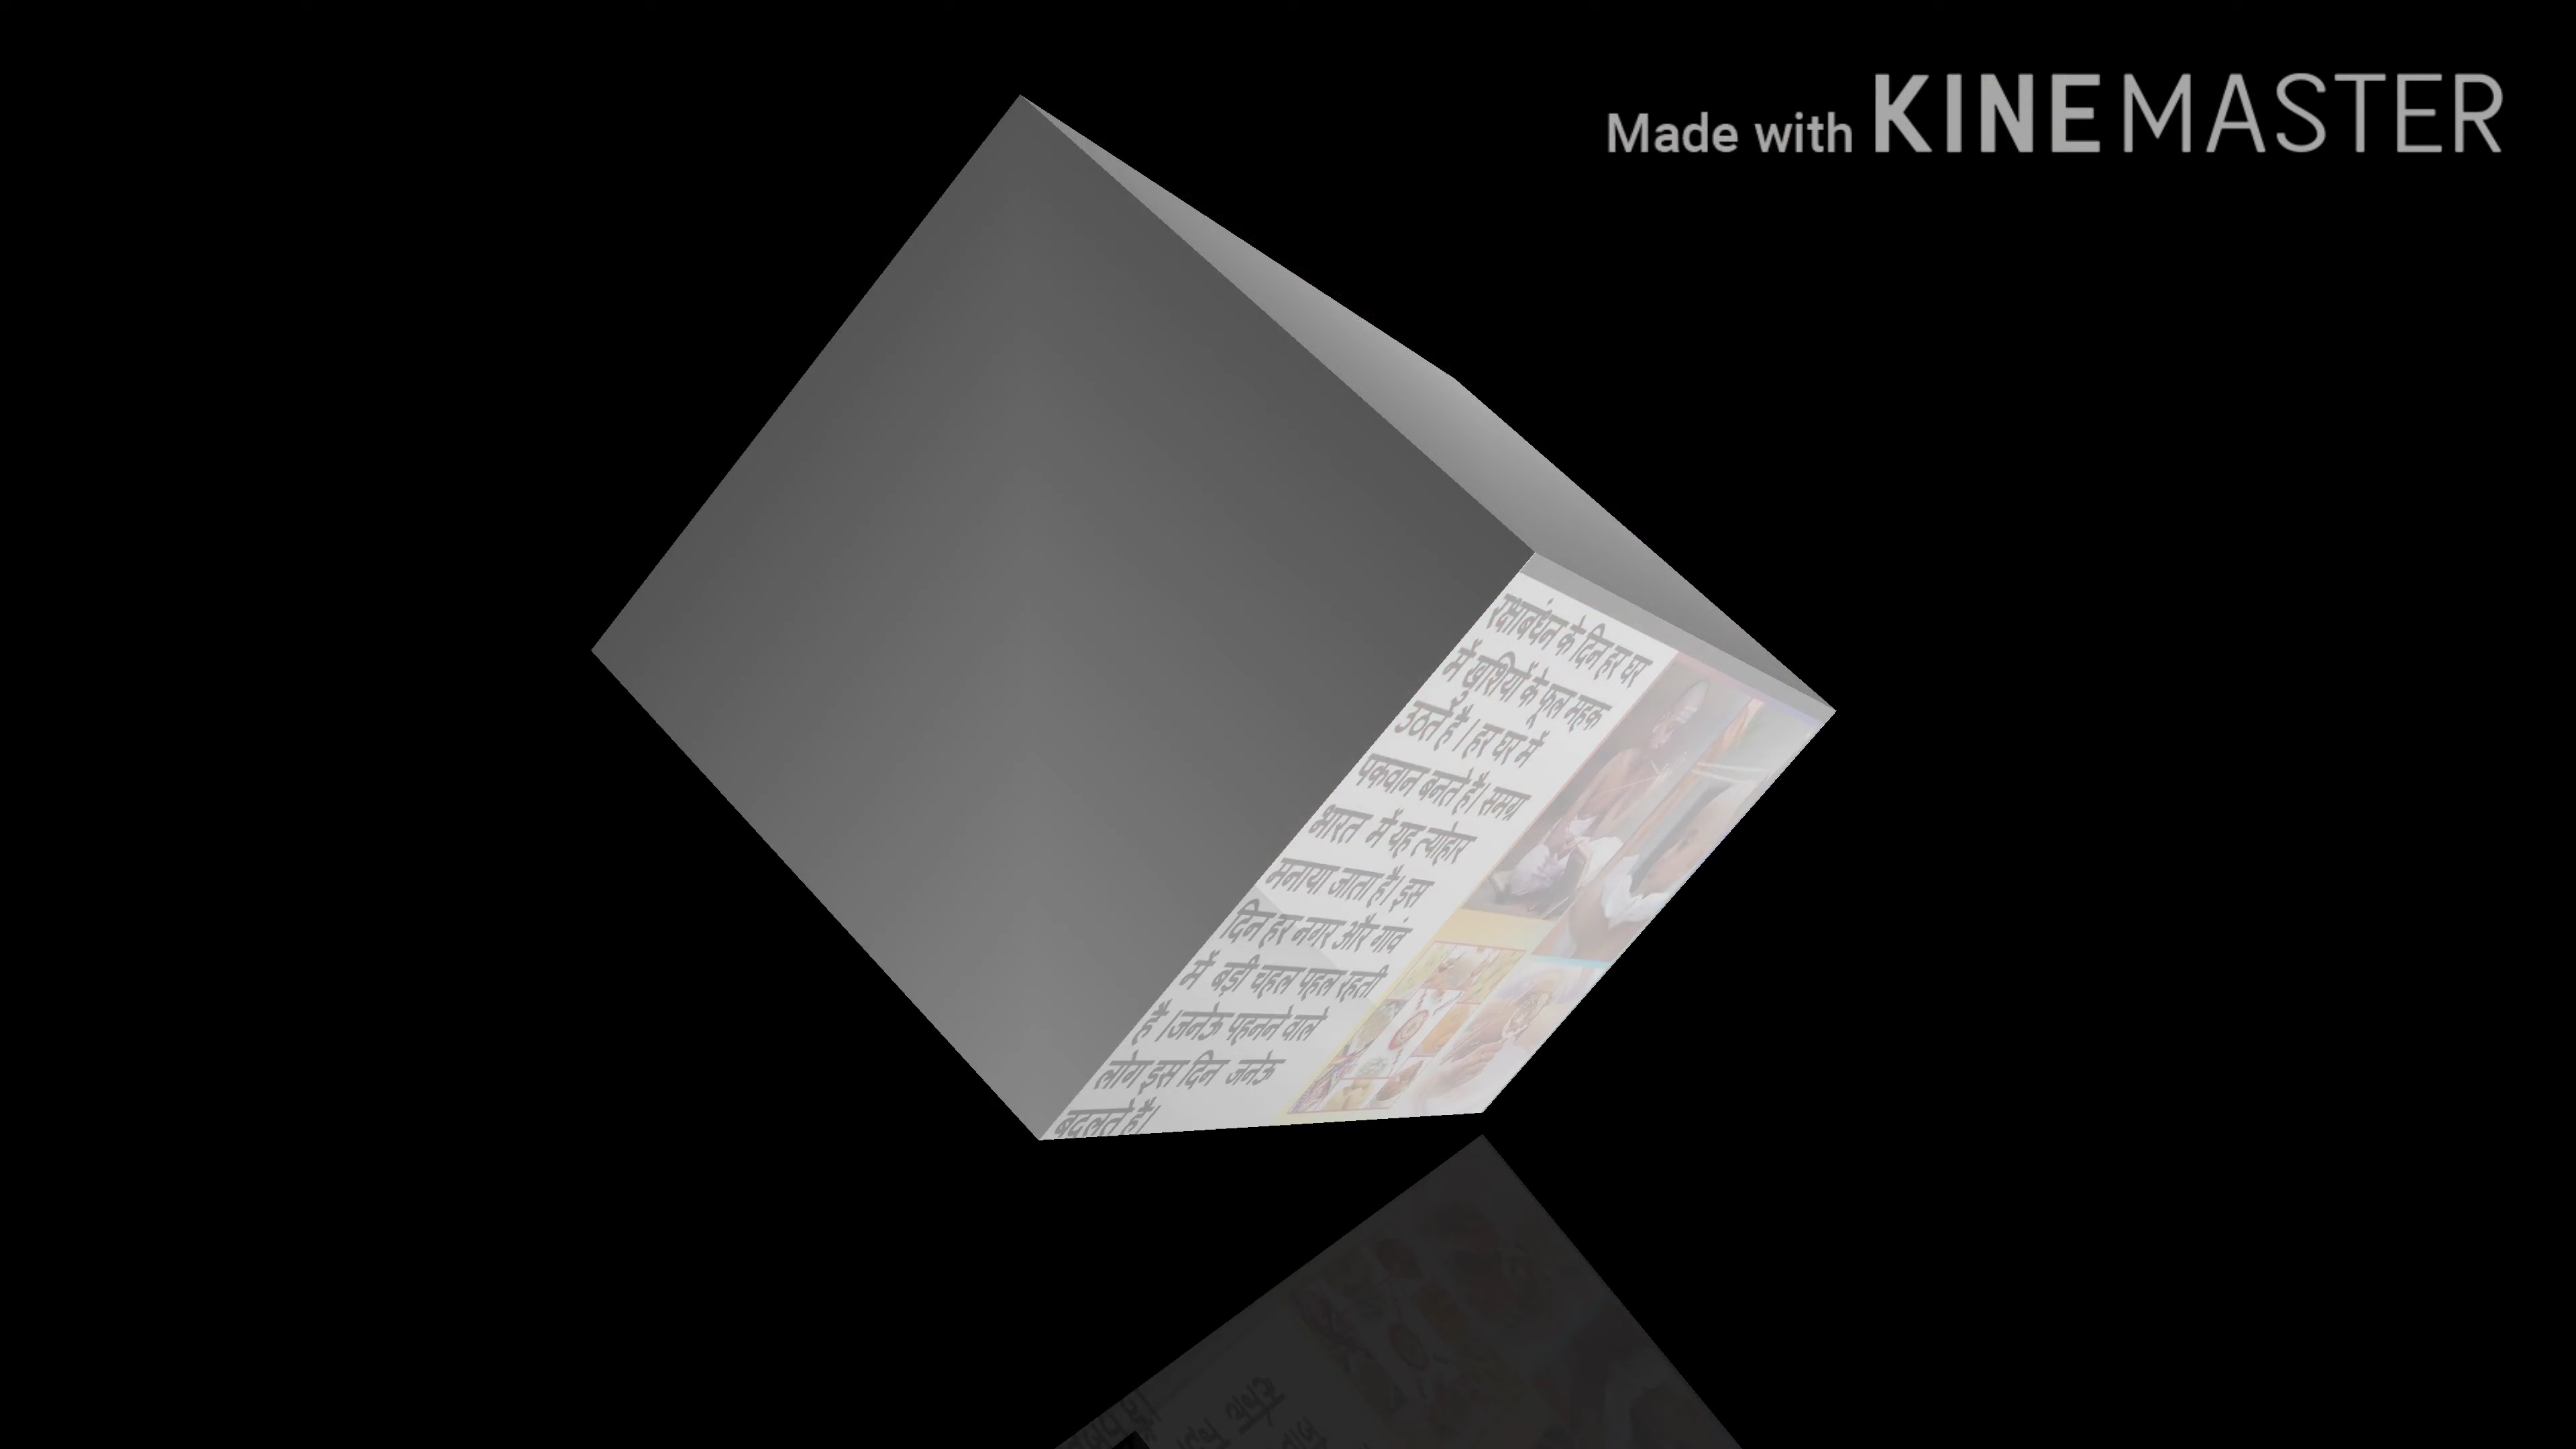 Made with KINEMASTER
रक्षाबंधन के दिन हर घर
में खुशियों के फूल महक
उठते है । हर घर में
पकवान बनते है। समग्र
भारत में यह त्योहार
मनाया जाता है। इस
दिन हर नगर और गांव
में बड़ी चहल पहल रहती
है ।जनेऊ पहनने वाले
लोग इस दिन जनेऊ
बदलते है।